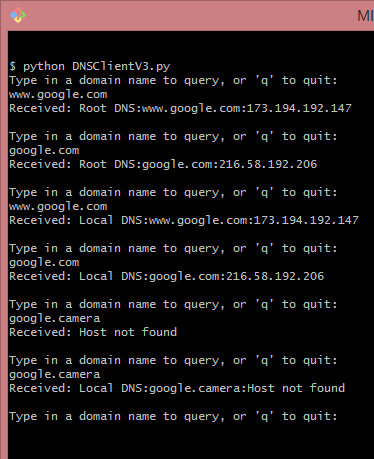 MI
$ python DNSClientV3.py
Type in a domain name to query, or 'q' to quit:
www.google.com
Received: Root DNS:www.google.com:173.194.192.147
Type in a domain name to query, or 'q' to quit:
google.com
Received: Root DNS:google.com:216.58.192.206
Type in a domain name to query, or 'q' to quit:
www.google.com
Received: Local DNS:www.google.com:173.194.192.147
Type in a domain name to query, or 'q' to quit:
google.com
Received: Local DNS:google.com:216.58.192.206
Type in a domain name to query, or 'q' to quit:
google.camera
Received: Host not found
Type in a domain name to query, or 'q' to quit:
google.camera
Received: Local DNS:google.camera:Host not found
Type in a domain name to query, or 'q' to quit: